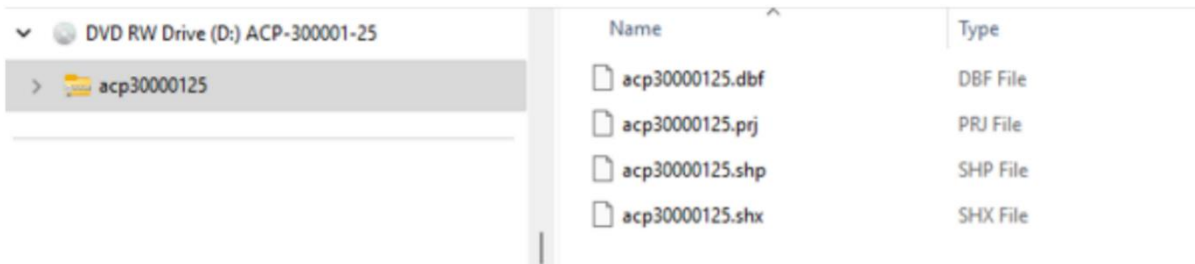 DVD RW Drive (D:) ACP-300001-25
acp30000125
Name Type
acp30000125.dbf DBF File
acp30000125.prj PRJ File
acp30000125.shp SHP File
acp30000125.shx SHX File